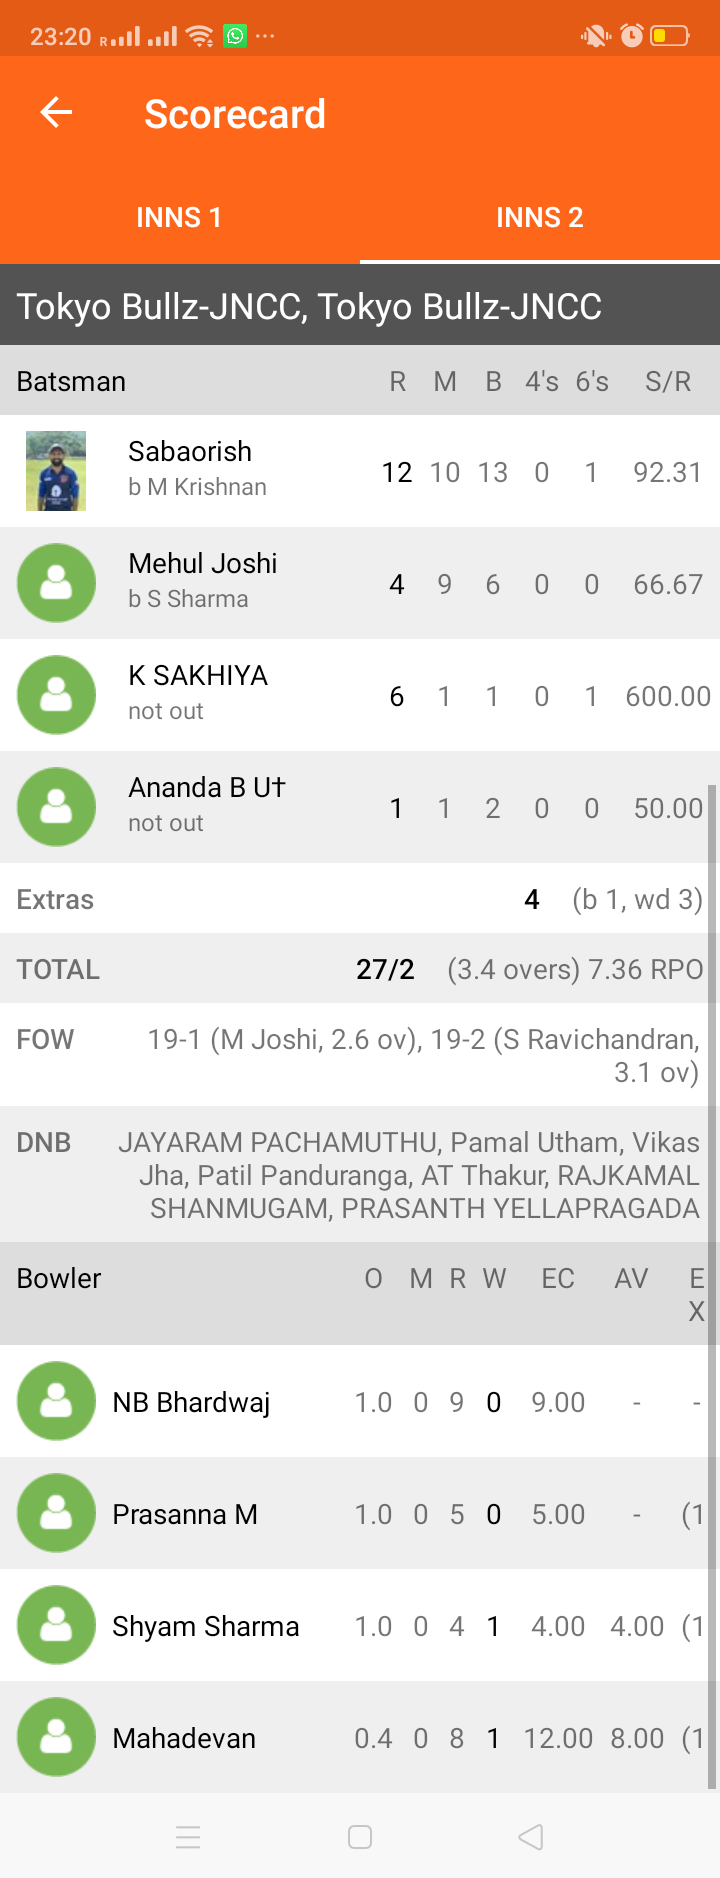 23:20 R
Scorecard
INNS 1 INNS 2
Tokyo Bullz-JNCC, Tokyo Bullz-JNCC
Batsman R M B 4's 6's S/R
Sabaorish
b M Krishnan
12 10 13 0 1 92.31
Mehul Joshi
b S Sharma
4 9 6 0 0 66.67
K SAKHIYA
not out
6 1 1 0 1 600.00
Ananda B U†
not out
1 1 2 0 0 50.00
Extras 4 (b 1, wd 3)
TOTAL 27/2 (3.4 overs) 7.36 RPO
FOW 19-1 (M Joshi, 2.6 ov), 19-2 (S Ravichandran,
3.1 ov)
DNB JAYARAM PACHAMUTHU, Pamal Utham, Vikas
Jha, Patil Panduranga, AT Thakur, RAJKAMAL
SHANMUGAM, PRASANTH YELLAPRAGADA
Bowler O M R W EC AV E
X
NB Bhardwaj 1.0 0 9 0 9.00 - -
Prasanna M 1.0 0 5 0 5.00 - (1
Shyam Sharma 1.0 0 4 1 4.00 4.00 (1
Mahadevan 0.4 0 8 1 12.00 8.00 (1